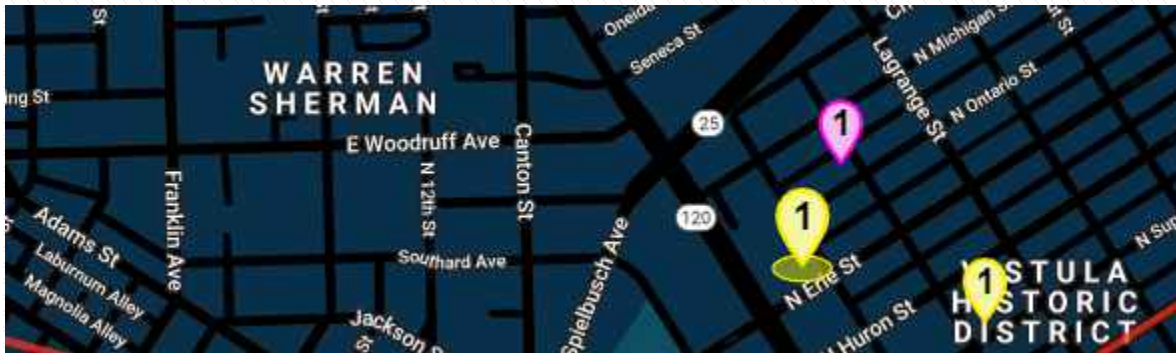 St
Oneida
Seneca St
N Michigan St
Lagrange St
N Ontario St
WARREN
SHERMAN
25
1
E Woodruff Ave
Canton St
N 12th St
Franklin Ave
120
1
Adams St
Laburnum Alley
Magnolia Alley
Southard Ave
Spielbusch Ave
N Erie St
N Huron St
1
VISTULA
HISTORIC
DISTRICT
Jackson